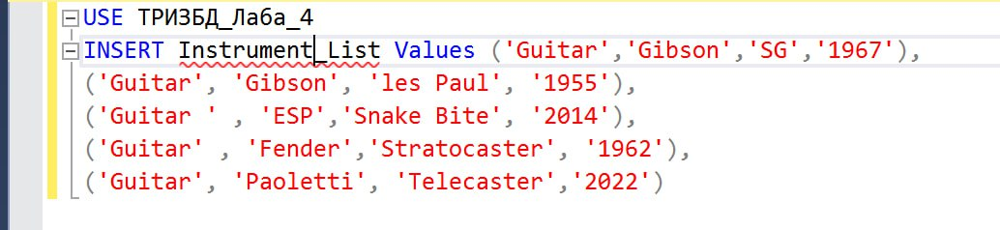 USE ТРИЗБД_Лаба_4
INSERT Instrument_List Values ('Guitar','Gibson','SG','1967'),
('Guitar', 'Gibson', 'les Paul', '1955'),
('Guitar ' , 'ESP','Snake Bite', '2014'),
('Guitar' , 'Fender','Stratocaster', '1962'),
('Guitar', 'Paoletti', 'Telecaster','2022')